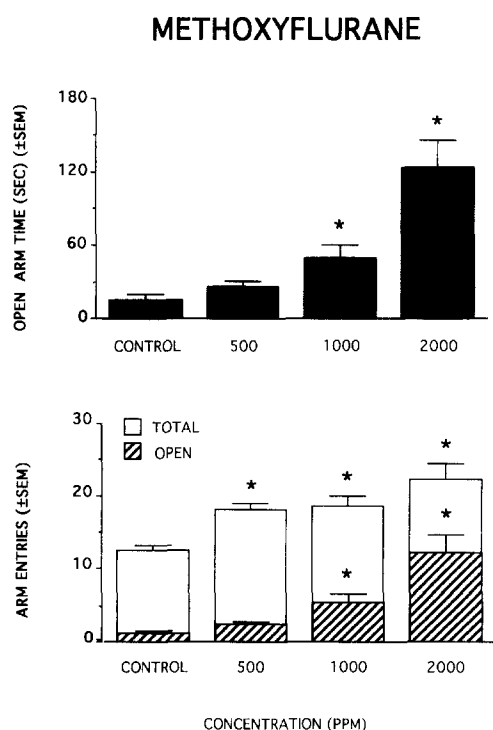 METHOXYFLURANE
OPEN ARM TIME (SEC) (±SEM)
180
120
60
0
*
*
CONTROL 500 1000 2000
ARM ENTRIES (±SEM)
30
20
10
0
TOTAL
OPEN
*
*
*
*
*
CONTROL 500 1000 2000
CONCENTRATION (PPM)